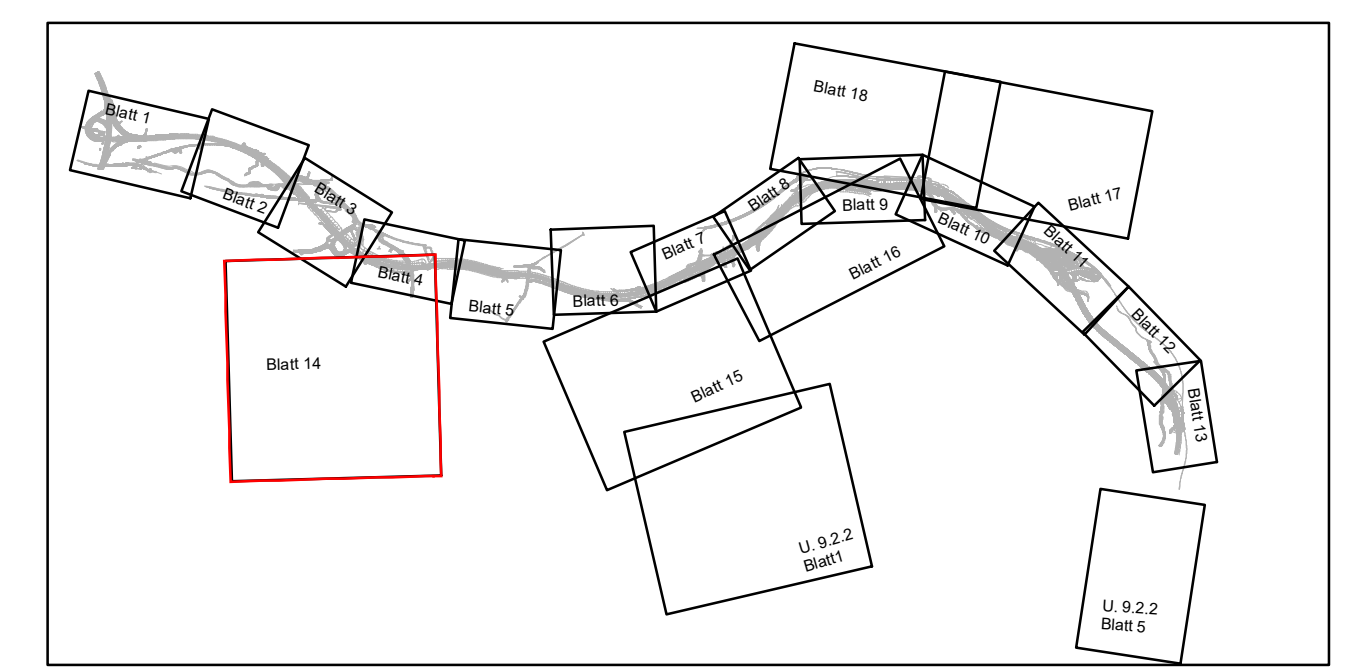 Blatt 1
Blatt 2
Blatt 3
Blatt 4
Blatt 5
Blatt 6
Blatt 7
Blatt 8
Blatt 9
Blatt 10
Blatt 11
Blatt 12
Blatt 13
Blatt 14
Blatt 15
Blatt 16
Blatt 17
Blatt 18
U. 9.2.2
Blatt1
U. 9.2.2
Blatt 5